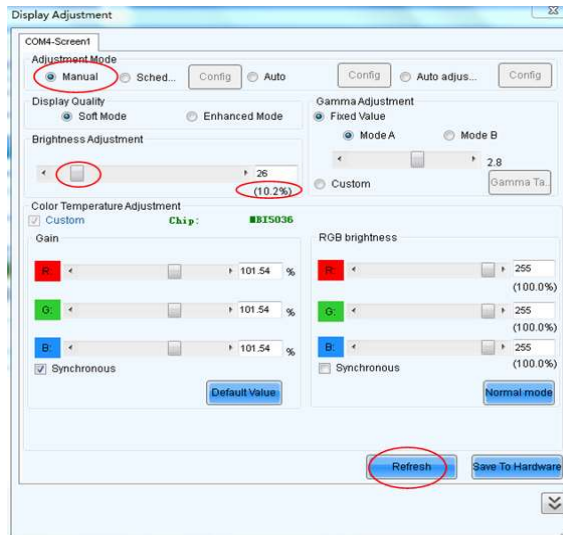 Display Adjustment
COM4-Screen1
Adjustment Mode
Manual Sched... Config Auto Config Auto adjus... Config
Display Quality
Soft Mode Enhanced Mode
Gamma Adjustment
Fixed Value
Mode A Mode B
2.8
Custom Gamma Ta..
Brightness Adjustment
26
(10.2%)
Color Temperature Adjustment
Custom Chip: MBI5036
Gain
R: 101.54 %
G: 101.54 %
B: 101.54 %
Synchronous
Default Value
RGB brightness
R: 255
(100.0%)
G: 255
(100.0%)
B: 255
(100.0%)
Synchronous
Normal mode
Refresh Save To Hardware